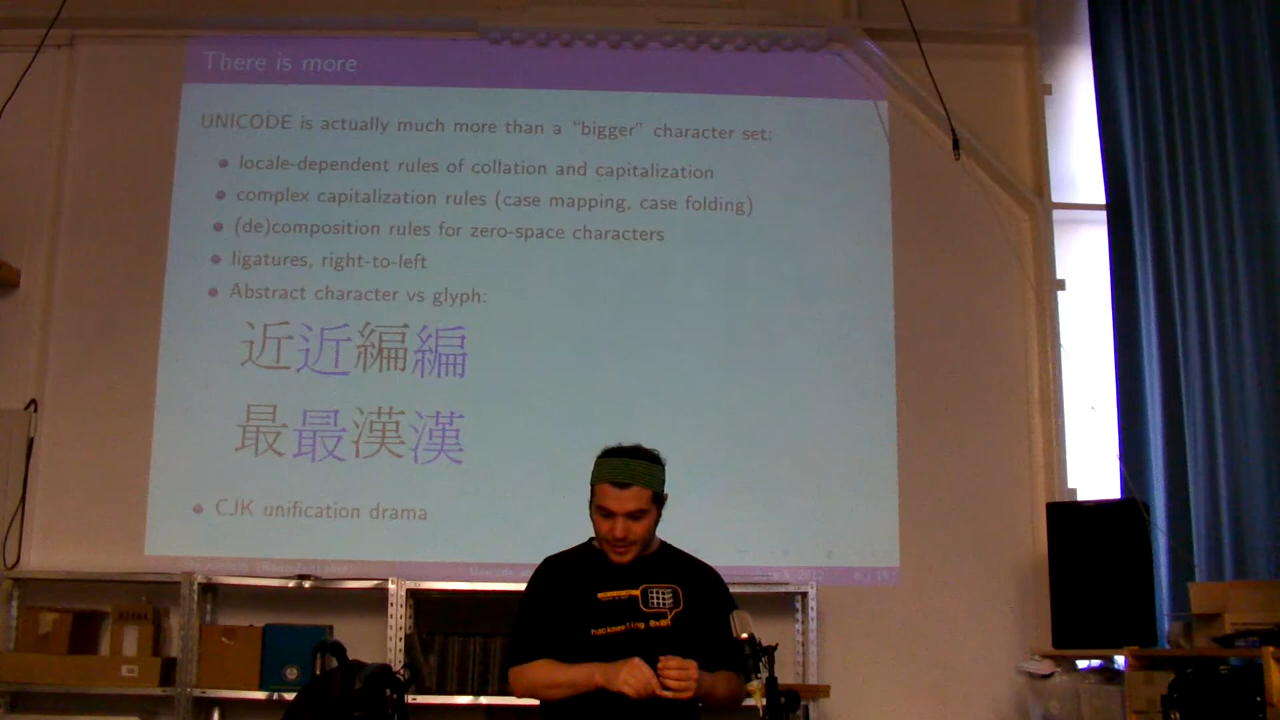 There is more
UNICODE is actually much more than a "bigger" character set:
locale-dependent rules of collation and capitalization
complex capitalization rules (case mapping, case folding)
(de)composition rules for zero-space characters
ligatures, right-to-left
Abstract character vs glyph:
近近編編
最最漢漢
CJK unification drama
hackmeeting